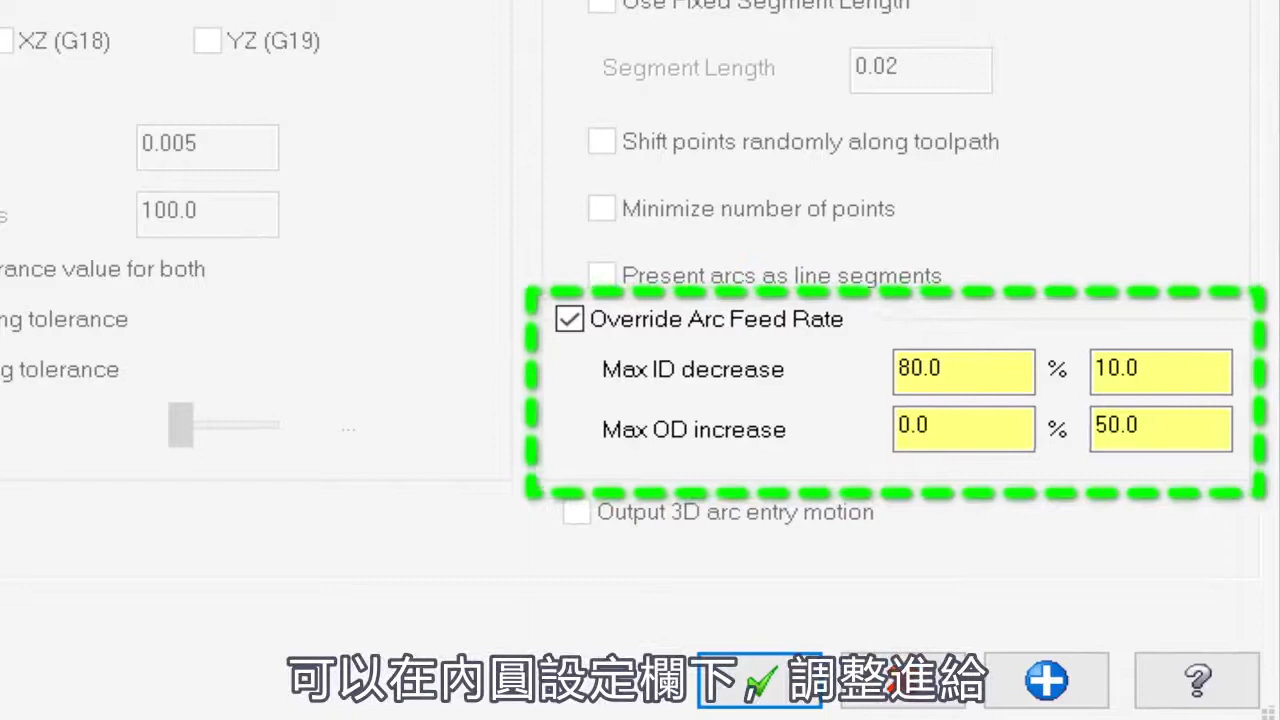 Use Fixed Segment Length
XZ (G18)
YZ (G19)
Segment Length
0.02
0.005
Shift points randomly along toolpath
s
100.0
Minimize number of points
rance value for both
Present arcs as line segments
ng tolerance
Override Arc Feed Rate
g tolerance
Max ID decrease
80.0
%
10.0
...
Max OD increase
0.0
%
50.0
Output 3D arc entry motion
可以在內圓設定欄下，調整進給
?